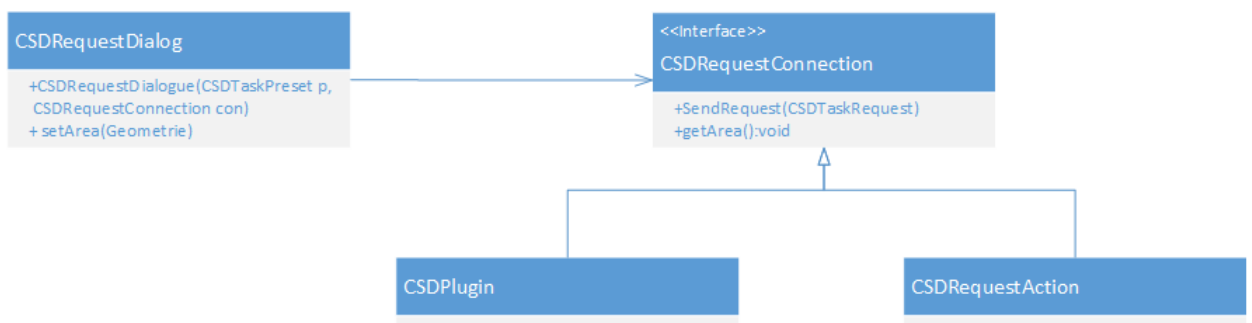 CSDRequestDialog
+CSDRequestDialogue(CSDTaskPreset p,
CSDRequestConnection con)
+ setArea(Geometrie)
<<Interface>>
CSDRequestConnection
+SendRequest(CSDTaskRequest)
+getArea():void
CSDPlugin
CSDRequestAction